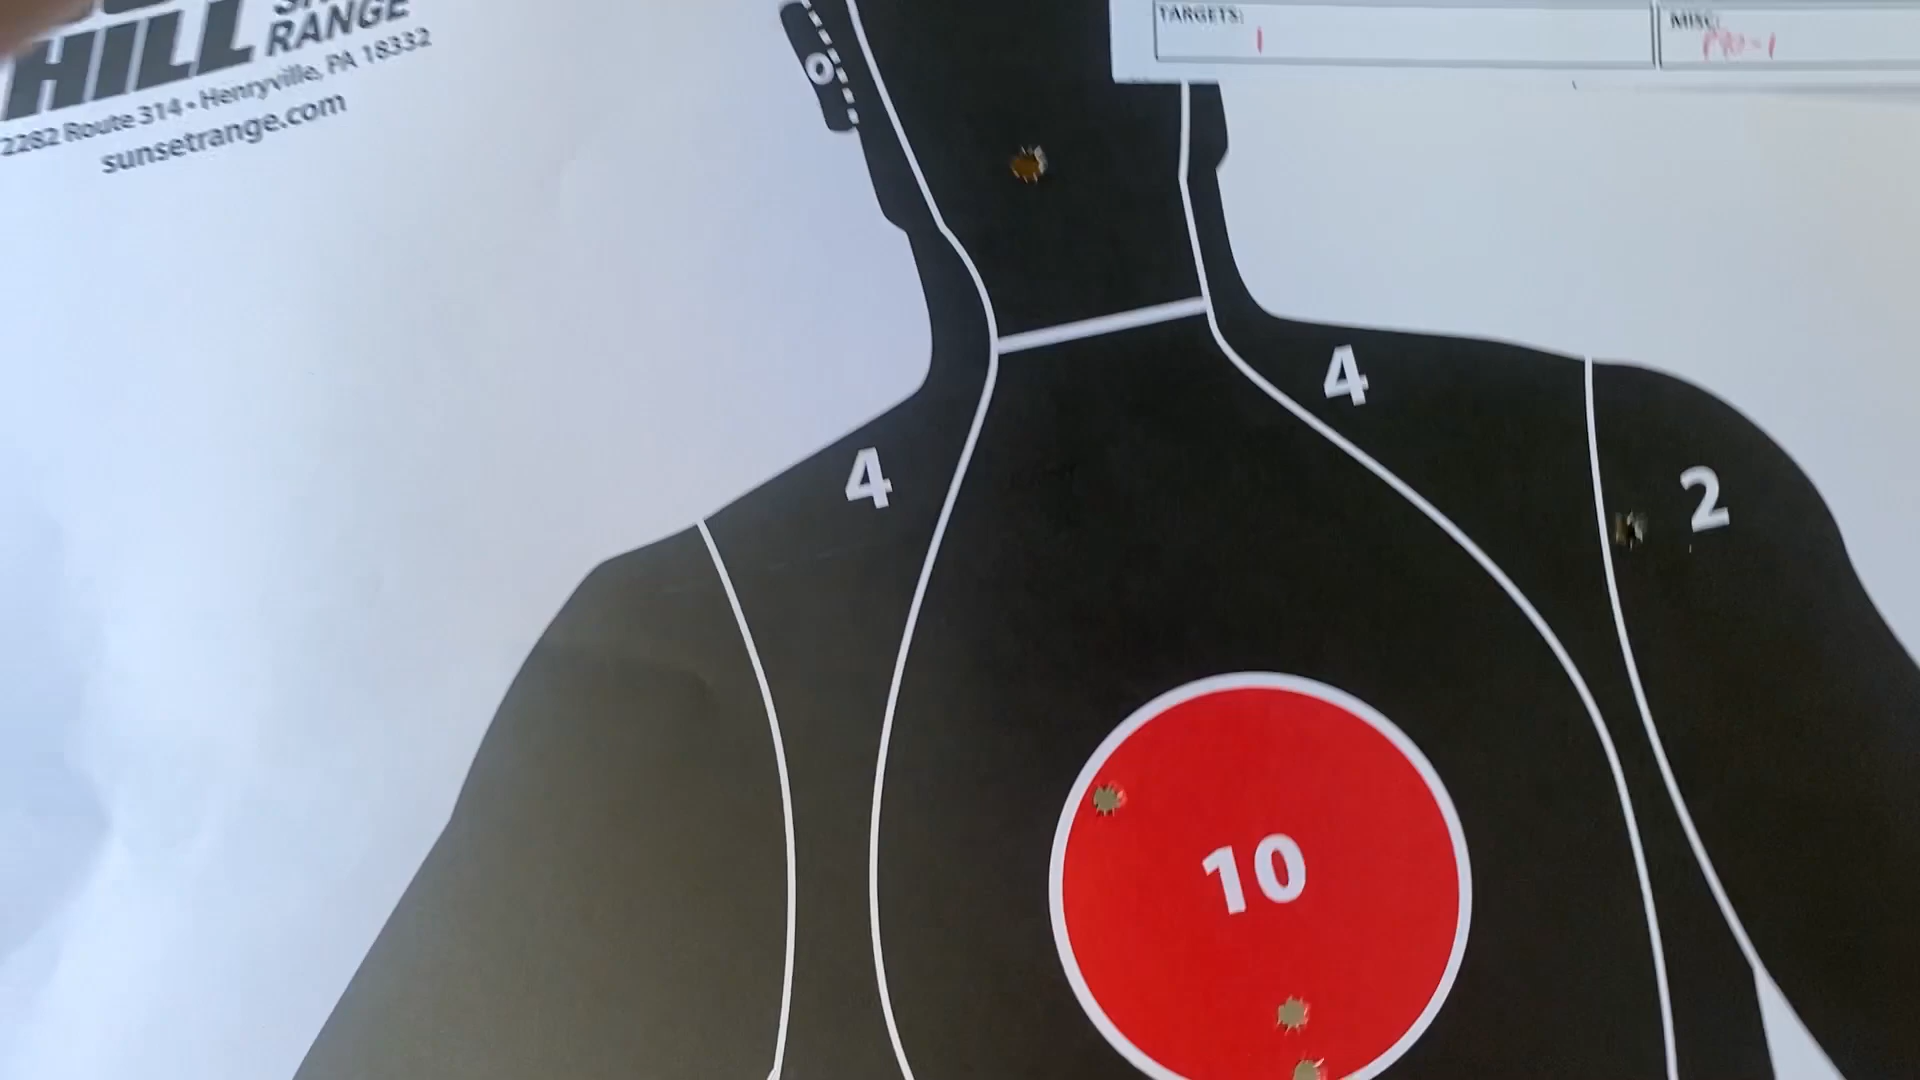 HILL
RANGE
2282 Route 314 • Henryville, PA 18332
sunsetrange.com
TARGETS:
1
MISC:
4
4
2
10